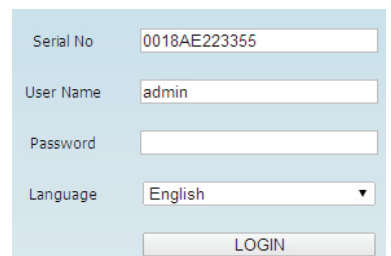 Serial No 0018AE223355
User Name admin
Password
Language English
LOGIN